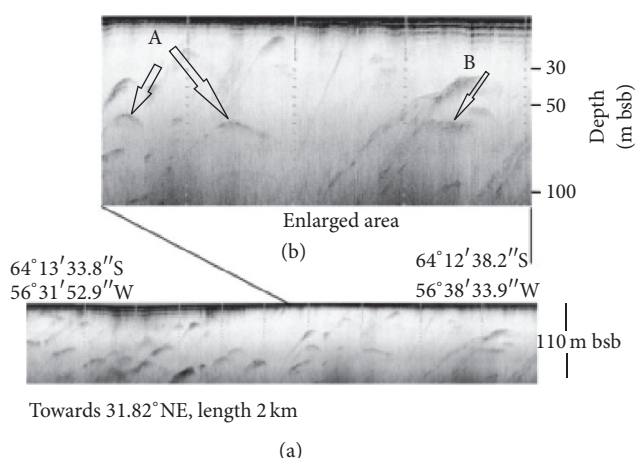 A
B
30
50
100
Depth
(m bsb)
Enlarged area
(b)
64°13′33.8″S
56°31′52.9″W
64°12′38.2″S
56°38′33.9″W
110 m bsb
Towards 31.82°NE, length 2 km
(a)